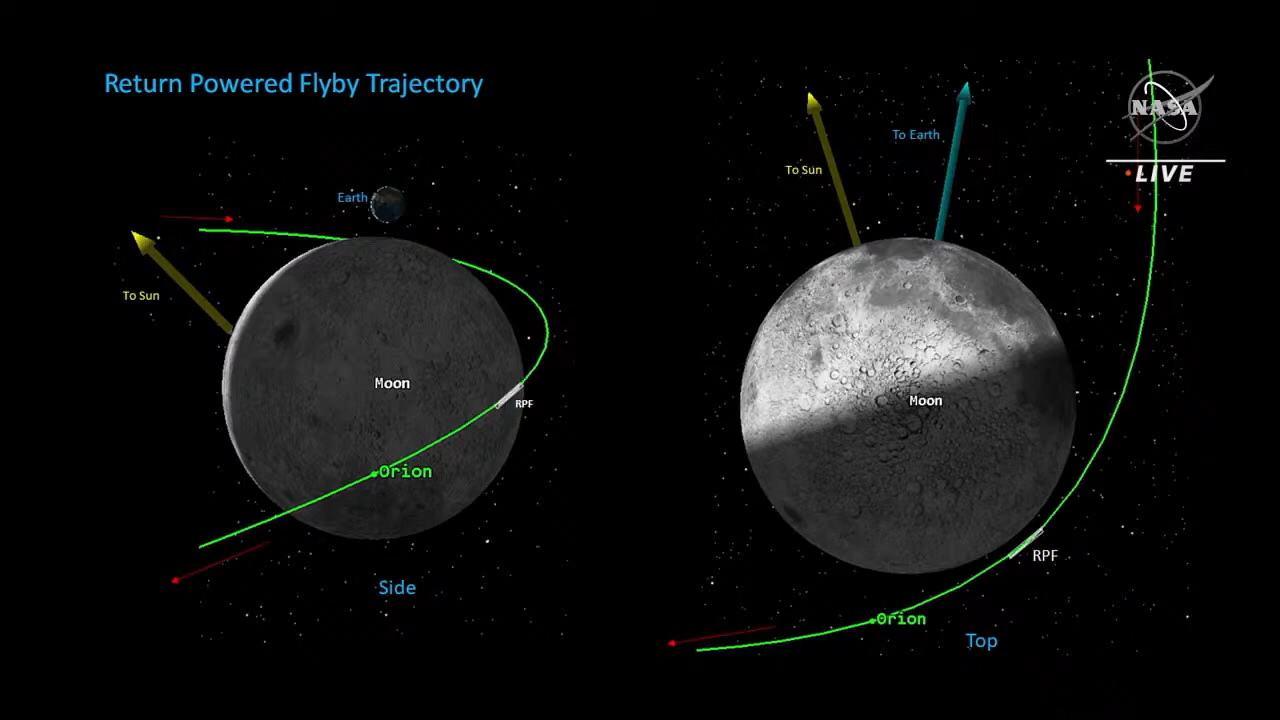 Return Powered Flyby Trajectory
Earth
To Sun
Moon
RPF
Orion
Side
NASA
LIVE
To Earth
To Sun
Moon
RPF
Orion
Top